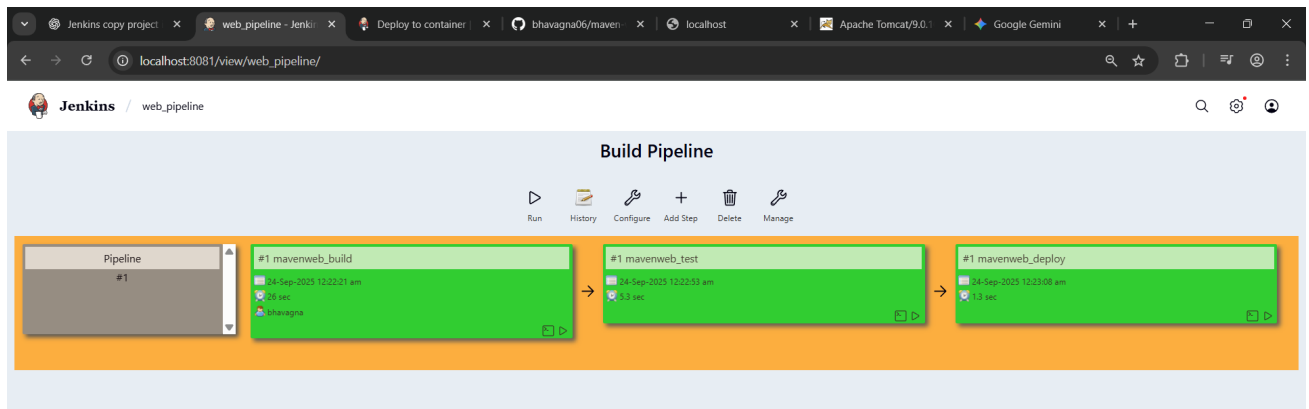 Jenkins copy project
web_pipeline - Jenkin
Deploy to container |
bhavagna06/maven-
localhost
Apache Tomcat/9.0.1
Google Gemini
localhost:8081/view/web_pipeline/
Jenkins / web_pipeline
Build Pipeline
Run History Configure Add Step Delete Manage
Pipeline
#1
#1 mavenweb_build
24-Sep-2025 12:22:21 am
26 sec
bhavagna
#1 mavenweb_test
24-Sep-2025 12:22:53 am
5.3 sec
#1 mavenweb_deploy
24-Sep-2025 12:23:08 am
1.3 sec